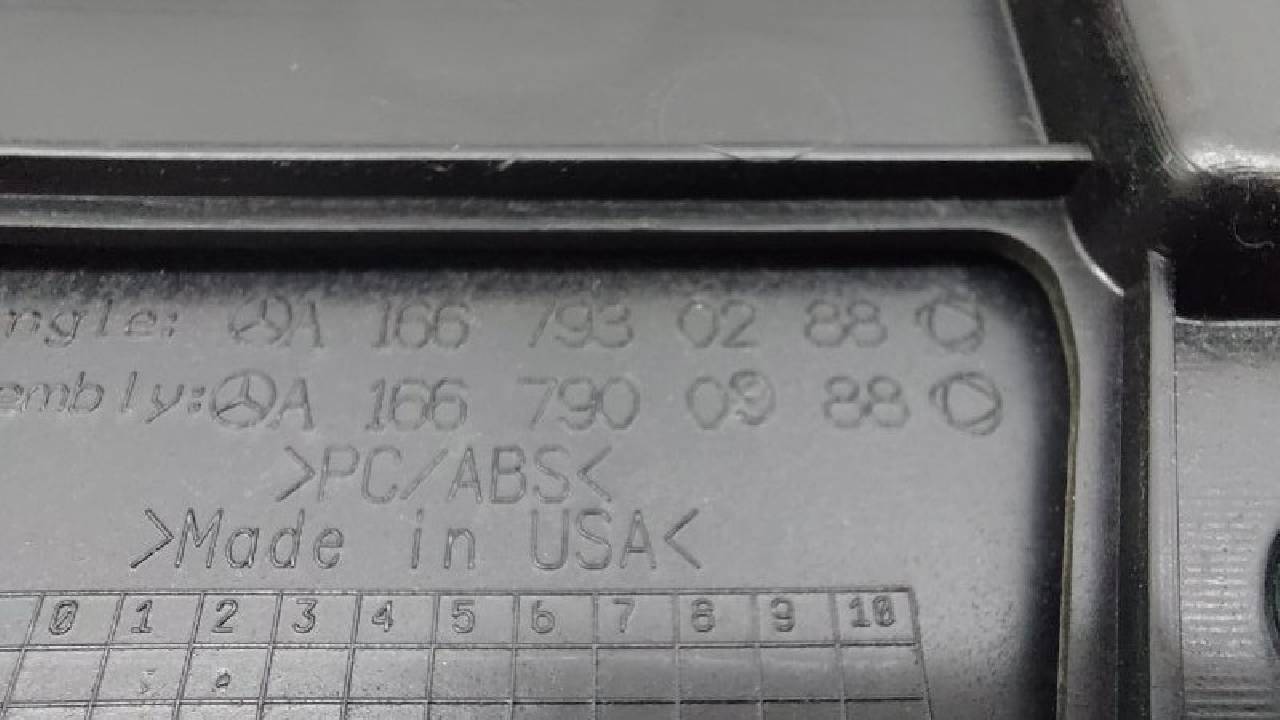 ngle: A 166 793 02 88
embly: A 166 790 09 88
>PC/ABS<
>Made in USA<
0 1 2 3 4 5 6 7 8 9 10